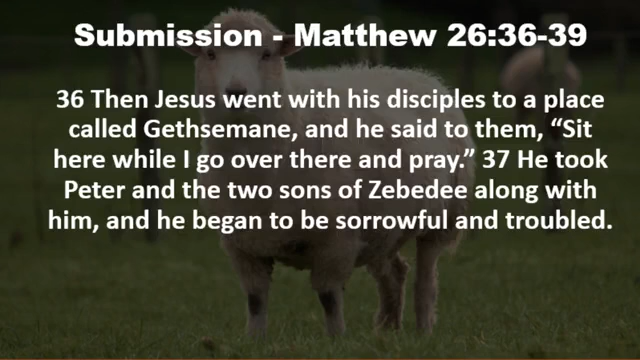 Submission - Matthew 26:36-39
36 Then Jesus went with his disciples to a place
called Gethsemane, and he said to them, “Sit
here while I go over there and pray.” 37 He took
Peter and the two sons of Zebedee along with
him, and he began to be sorrowful and troubled.